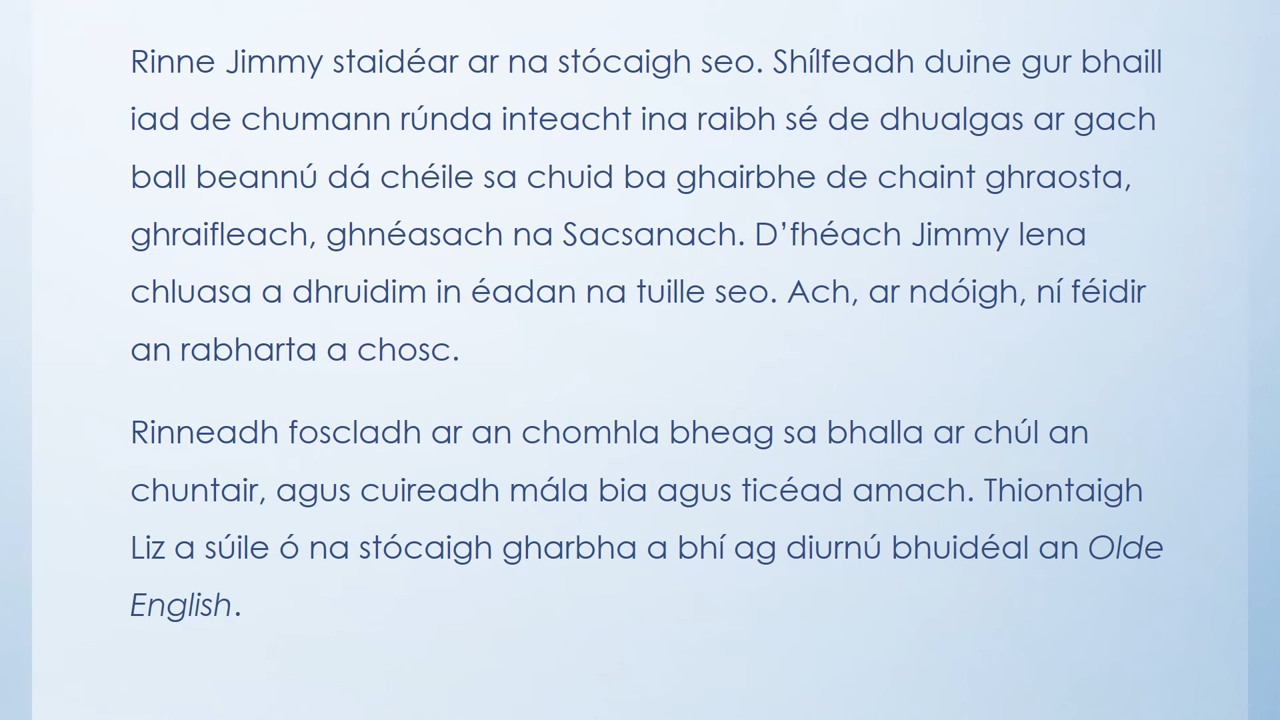 Rinne Jimmy staidéar ar na stócaigh seo. Shílfeadh duine gur bhaill
iad de chumann rúnda inteacht ina raibh sé de dhualgas ar gach
ball beannú dá chéile sa chuid ba ghairbhe de chaint ghraosta,
ghraifleach, ghnéasach na Sacsanach. D’fhéach Jimmy lena
chluasa a dhruidim in éadan na tuille seo. Ach, ar ndóigh, ní féidir
an rabharta a chosc.
Rinneadh foscladh ar an chomhla bheag sa bhalla ar chúl an
chuntair, agus cuireadh mála bia agus ticéad amach. Thiontaigh
Liz a súile ó na stócaigh gharbha a bhí ag diurnú bhuidéal an Olde
English.